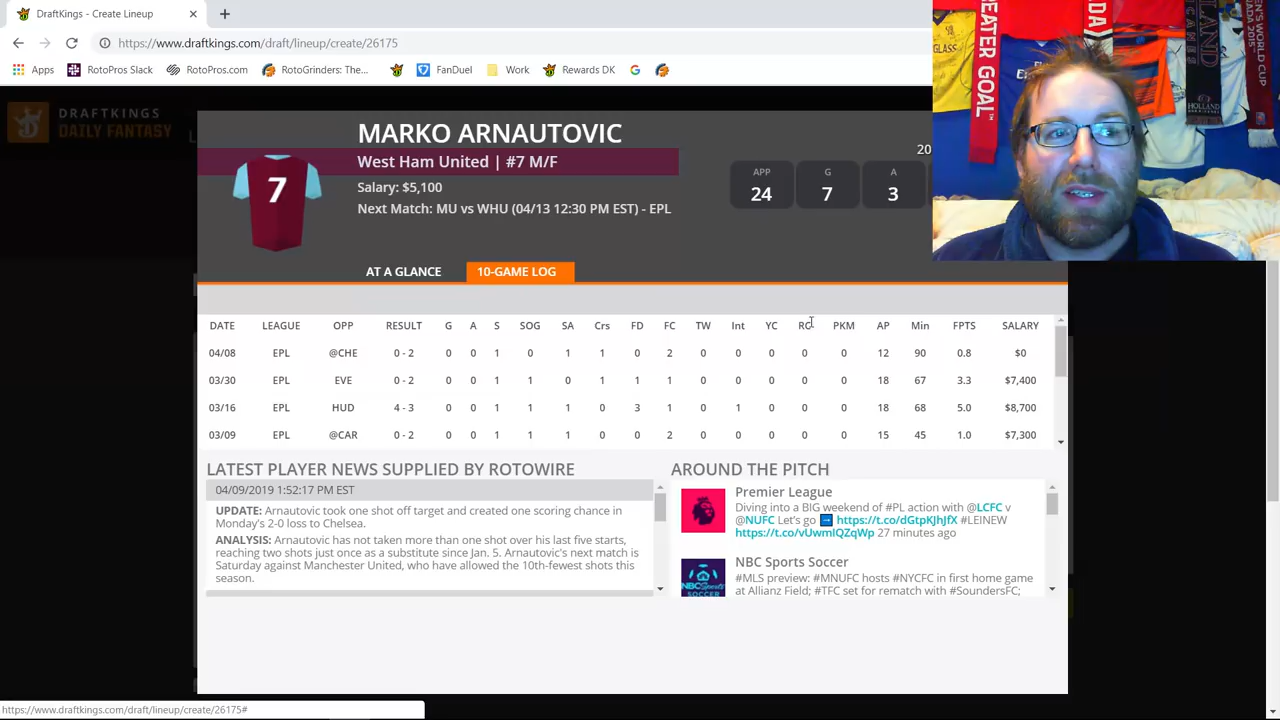 DraftKings - Create Lineup
https://www.draftkings.com/draft/lineup/create/26175
Apps RotoPros Slack RotoPros.com RotoGrinders: The... FanDuel Work Rewards DK
DRAFTKINGS
DAILY FANTASY
MARKO ARNAUTOVIC
West Ham United | #7 M/F
7
Salary: $5,100
Next Match: MU vs WHU (04/13 12:30 PM EST) - EPL
20
APP G A
24 7 3
AT A GLANCE 10-GAME LOG
DATE LEAGUE OPP RESULT G A S SOG SA Crs FD FC TW Int YC RC PKM AP Min FPTS SALARY
04/08 EPL @CHE 0 - 2 0 0 1 0 1 1 0 2 0 0 0 0 0 12 90 0.8 $0
03/30 EPL EVE 0 - 2 0 0 1 1 0 1 1 1 0 0 0 0 0 18 67 3.3 $7,400
03/16 EPL HUD 4 - 3 0 0 1 1 1 0 3 1 0 1 0 0 0 18 68 5.0 $8,700
03/09 EPL @CAR 0 - 2 0 0 1 1 1 0 0 2 0 0 0 0 0 15 45 1.0 $7,300
LATEST PLAYER NEWS SUPPLIED BY ROTOWIRE
04/09/2019 1:52:17 PM EST
UPDATE: Arnautovic took one shot off target and created one scoring chance in
Monday's 2-0 loss to Chelsea.
ANALYSIS: Arnautovic has not taken more than one shot over his last five starts,
reaching two shots just once as a substitute since Jan. 5. Arnautovic's next match is
Saturday against Manchester United, who have allowed the 10th-fewest shots this
season.
AROUND THE PITCH
Premier League
Diving into a BIG weekend of #PL action with @LCFC v
@NUFC Let's go ➡ https://t.co/dGtpKJhJfX #LEINEW
https://t.co/vUwmIQZqWp 27 minutes ago
NBC Sports Soccer
#MLS preview: #MNUFC hosts #NYCFC in first home game
at Allianz Field; #TFC set for rematch with #SoundersFC;
EATER GOAL™
GLASS
HOLLAND
MEN'S WORLD
CUP
2015
https://www.draftkings.com/draft/lineup/create/26175#